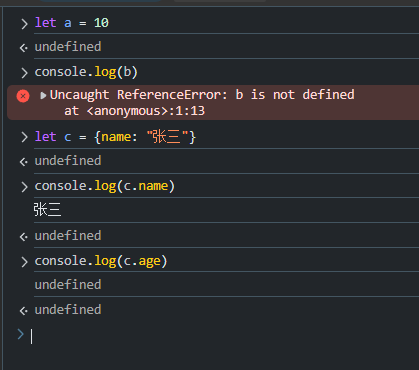 let a = 10
undefined
console.log(b)
Uncaught ReferenceError: b is not defined
at <anonymous>:1:13
let c = {name: "张三"}
undefined
console.log(c.name)
张三
undefined
console.log(c.age)
undefined
undefined